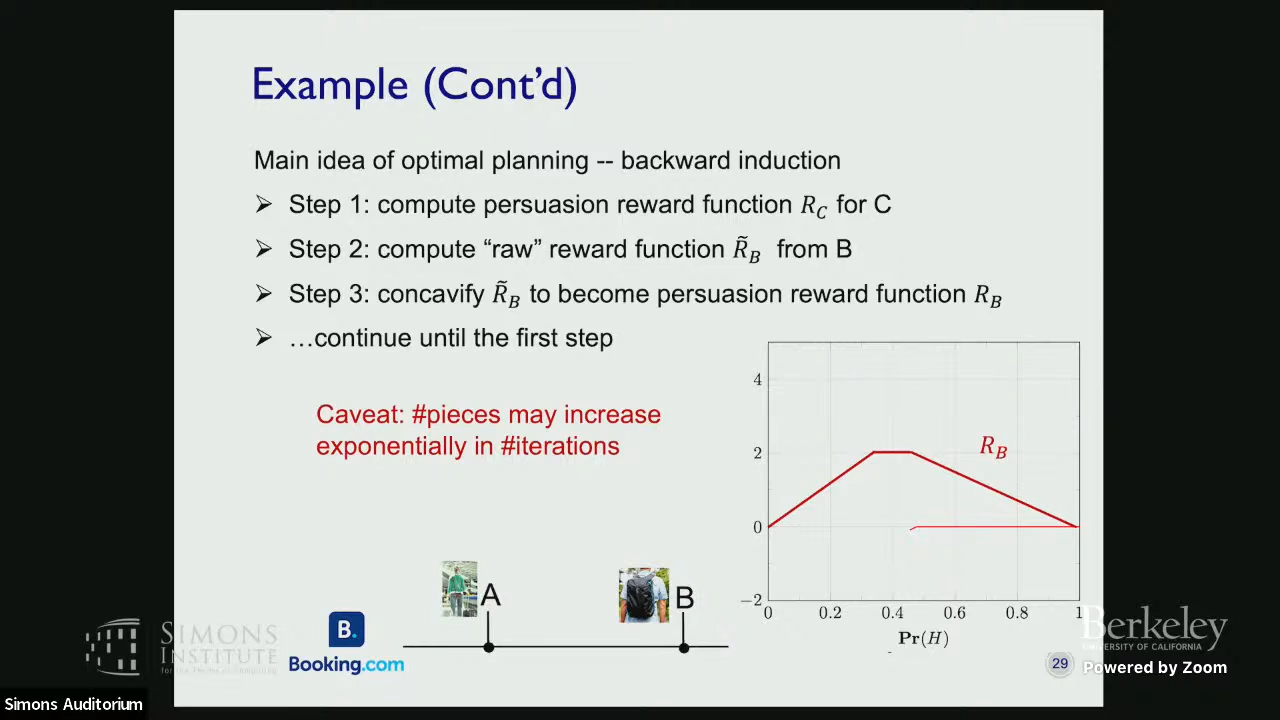 Example (Cont'd)
Main idea of optimal planning -- backward induction
➢ Step 1: compute persuasion reward function R_C for C
➢ Step 2: compute “raw” reward function R̃_B from B
➢ Step 3: concavify R̃_B to become persuasion reward function R_B
➢ …continue until the first step
Caveat: #pieces may increase
exponentially in #iterations
4
2
0
−2
R_B
0 0.2 0.4 0.6 0.8 1
Pr(H)
A
B
B.
Booking.com
SIMONS
INSTITUTE
for the Theory of Computing
Berkeley
UNIVERSITY OF CALIFORNIA
29
Powered by Zoom
Simons Auditorium